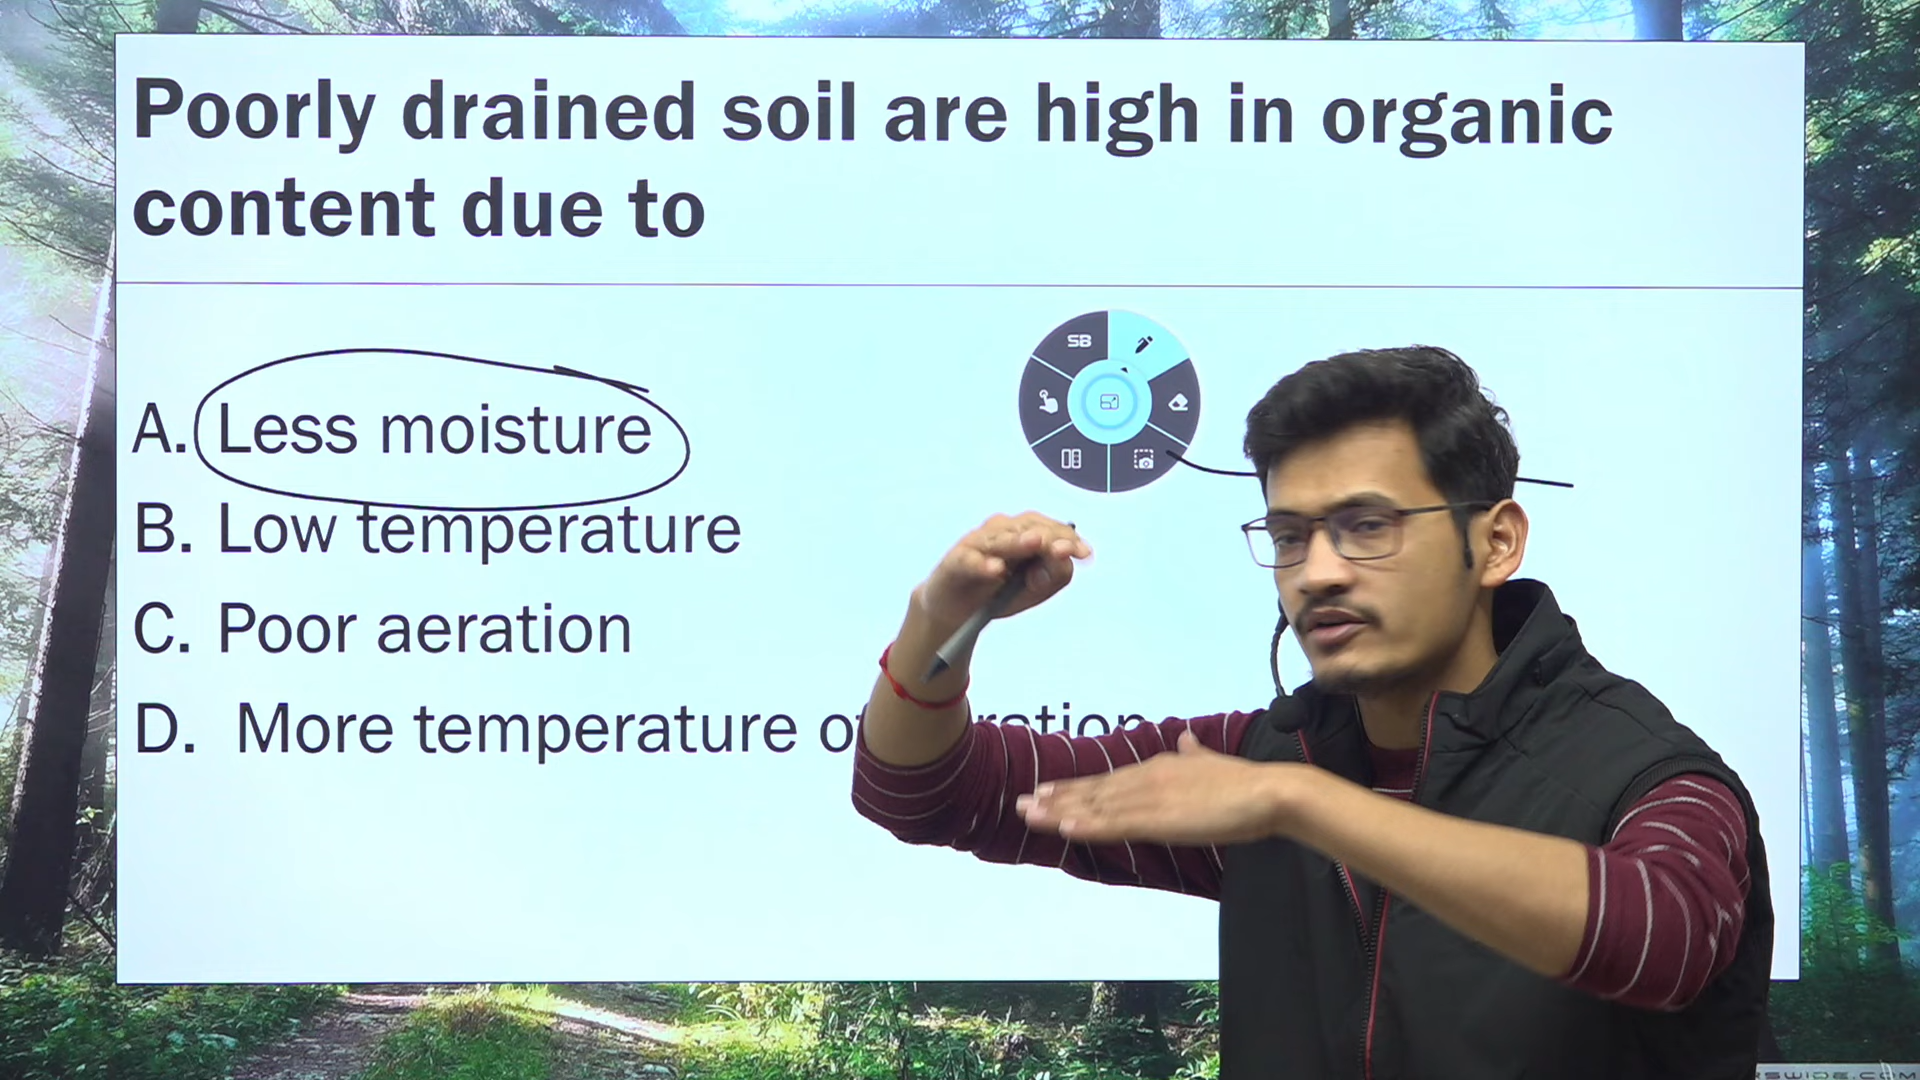 Poorly drained soil are high in organic
content due to
SB
A. Less moisture
B. Low temperature
C. Poor aeration
D. More temperature